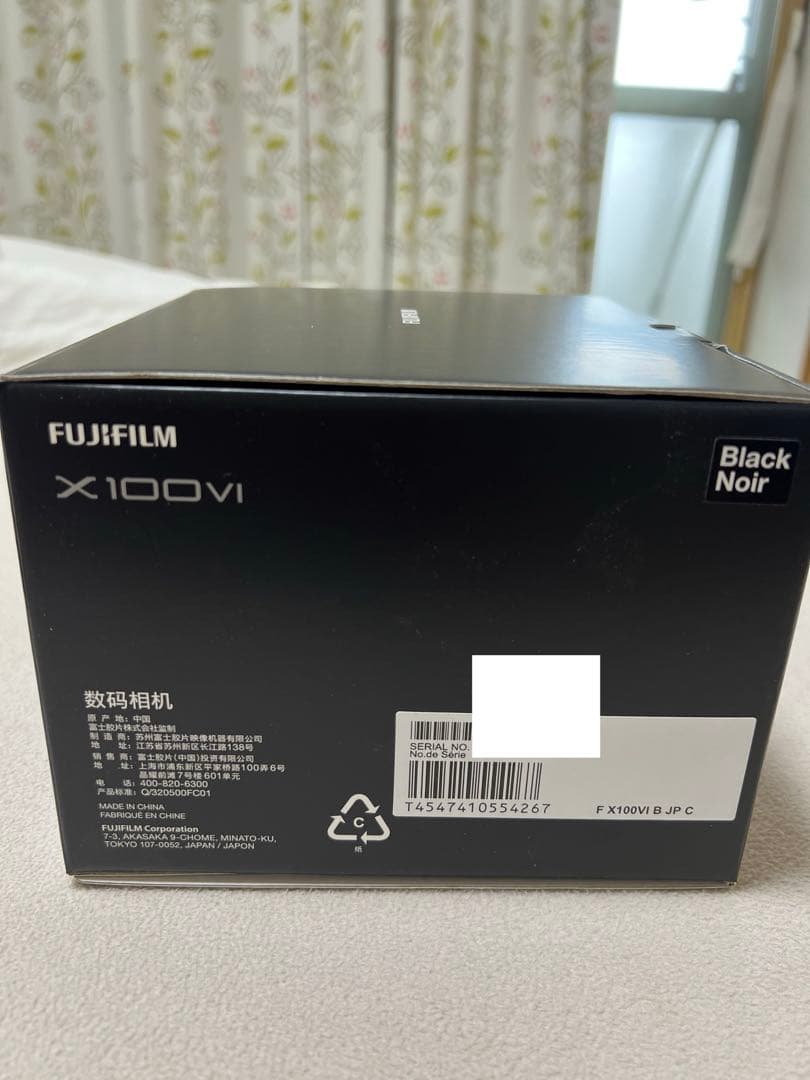 FUJIFILM
X100VI
Black
Noir
数码相机
原 产 地: 中国
富士胶片株式会社监制
制 造 商: 苏州富士胶片映像机器有限公司
地 址: 江苏省苏州新区长江路138号
销 售 商: 富士胶片(中国)投资有限公司
地 址: 上海市浦东新区平家桥路100弄6号
晶耀前滩7号楼601单元
电 话: 400-820-6300
产品标准: Q/320500FC01
MADE IN CHINA
FABRIQUÉ EN CHINE
FUJIFILM Corporation
7-3, AKASAKA 9-CHOME, MINATO-KU,
TOKYO 107-0052, JAPAN / JAPON
C
纸
SERIAL NO.
No.de Série
T4547410554267
F X100VI B JP C